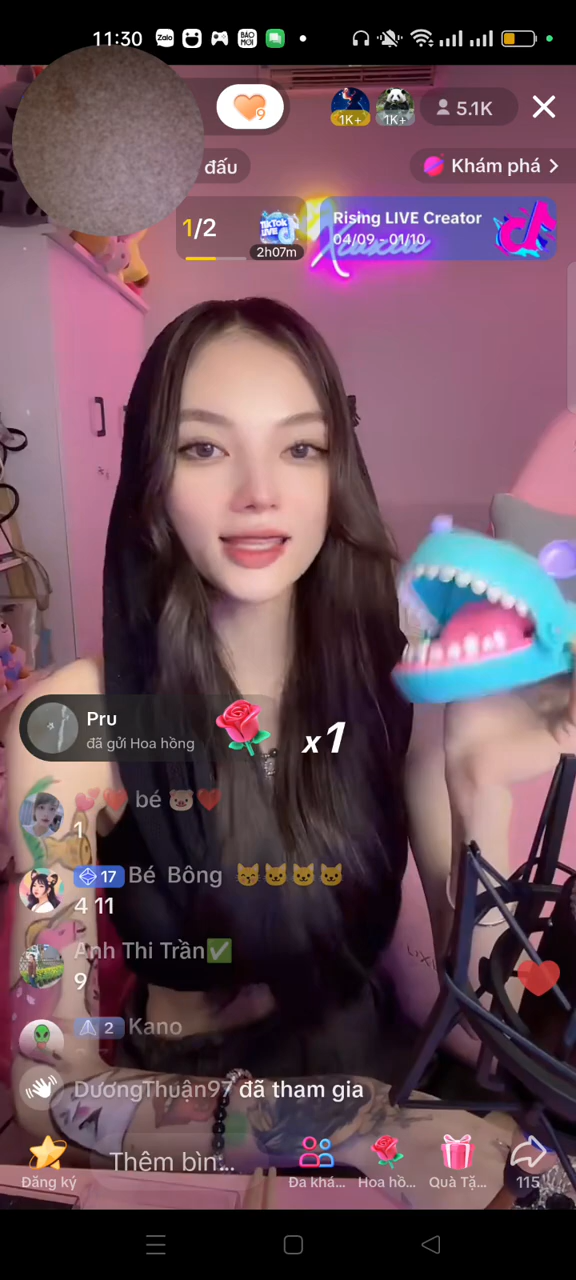 11:30
Zalo
BÁO MỚI
9
1K+
1K+
5.1K
đấu
Khám phá
1/2
TikTok LIVE
2h07m
Rising LIVE Creator
04/09 - 01/10
Pru
đã gửi Hoa hồng
x1
bé
1
17 Bé Bông
4 11
Anh Thi Trần
9
2 Kano
DươngThuận97 đã tham gia
Thêm bìn...
Đăng ký
Đa khá...
Hoa hồ...
Quà Tặ...
115